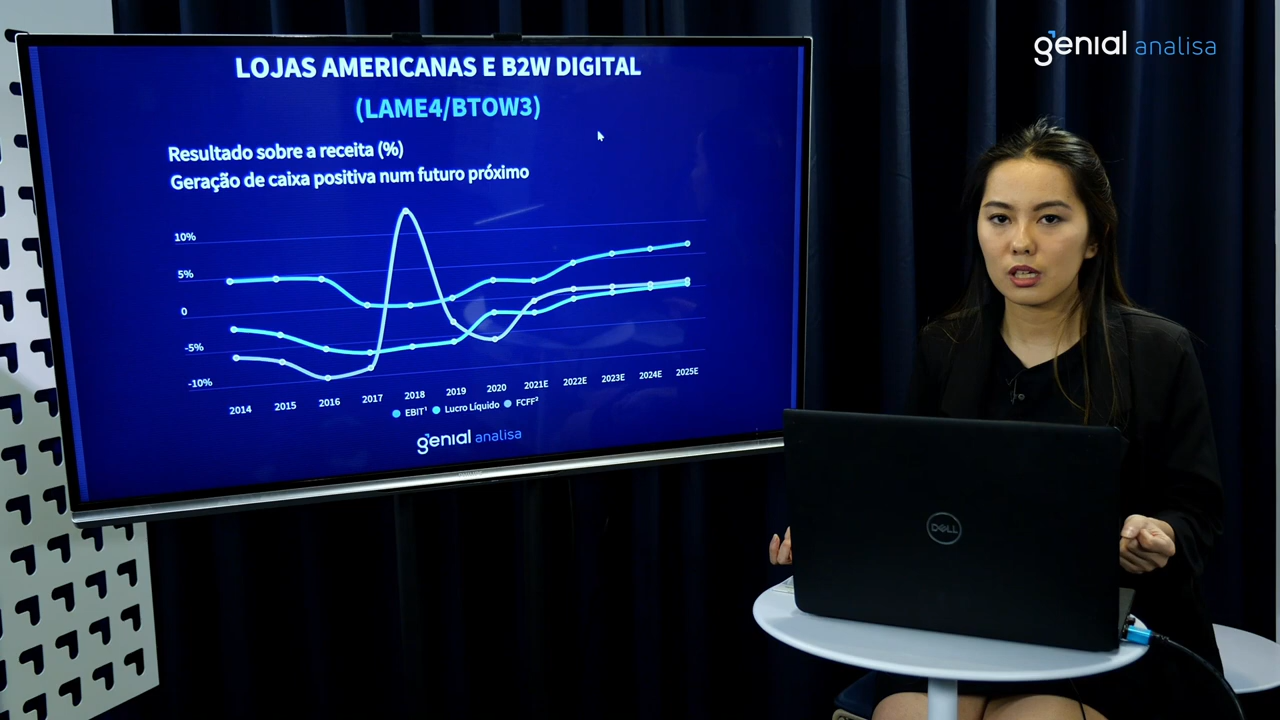 genial analisa
LOJAS AMERICANAS E B2W DIGITAL
(LAME4/BTOW3)
Resultado sobre a receita (%)
Geração de caixa positiva num futuro próximo
10%
5%
0
-5%
-10%
2014 2015 2016 2017 2018 2019 2020 2021E 2022E 2023E 2024E 2025E
EBIT¹ Lucro Líquido FCFF²
genial analisa
DELL